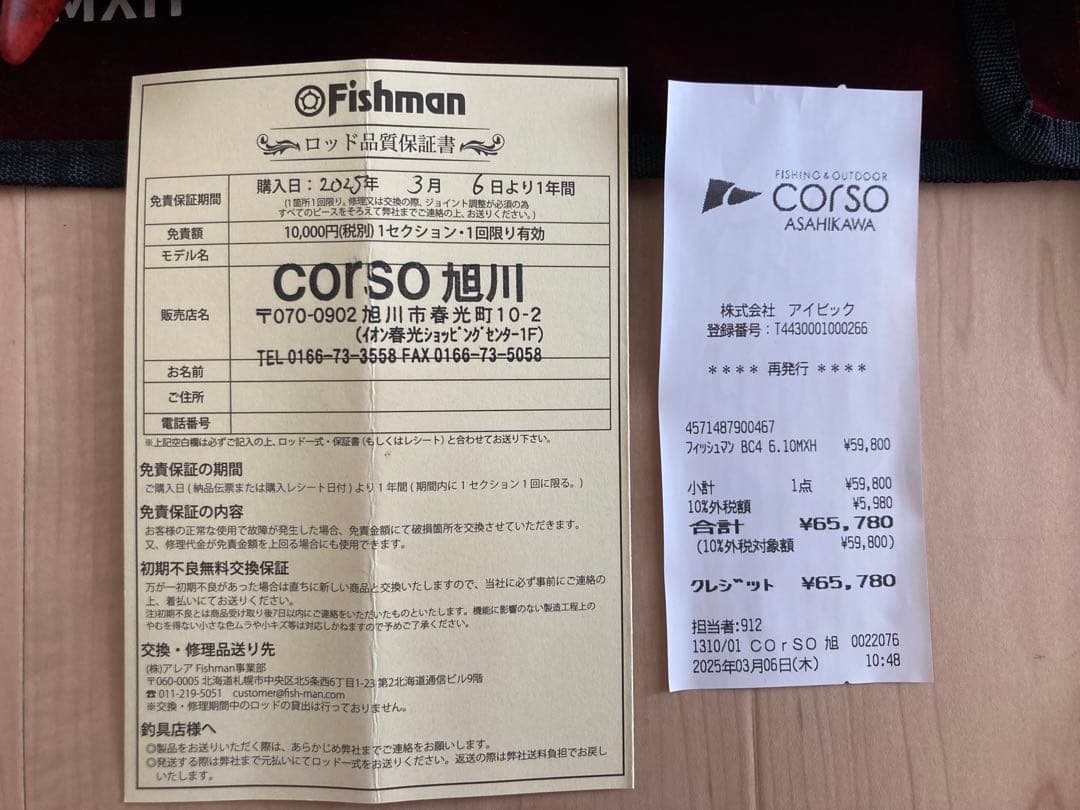 MXH
Fishman
ロッド品質保証書
免責保証期間
購入日:2025年 3月 6日より1年間
(1箇所1回限り。修理又は交換の際、ジョイント調整が必須の為
すべてのピースをそろえて弊社までご連絡の上、お送りください。)
免責額
10,000円(税別)1セクション・1回限り有効
モデル名
販売店名
corso 旭川
〒070-0902 旭川市春光町10-2
(イオン春光ショッピングセンター1F)
TEL 0166-73-3558 FAX 0166-73-5058
お名前
ご住所
電話番号
※上記空白欄は必ずご記入の上、ロッド一式・保証書(もしくはレシート)と合わせてお送り下さい。
免責保証の期間
ご購入日(納品伝票または購入レシート日付)より1年間(期間内に1セクション1回に限る。)
免責保証の内容
お客様の正常な使用で故障が発生した場合、免責金額にて破損箇所を交換させていただきます。
又、修理代金が免責金額を上回る場合にも使用できます。
初期不良無料交換保証
万が一初期不良があった場合は直ちに新しい商品と交換いたしますので、当社に必ず事前にご連絡の
上、着払いにてお送りください。
注)初期不良とは商品受け取り後7日以内にご連絡をいただいたものといたします。機能に影響のない製造工程上の
やむを得ない小さな色ムラや小キズ等は対応しかねますので予めご了承ください。
交換・修理品送り先
(株)アレア Fishman事業部
〒060-0005 北海道札幌市中央区北5条西6丁目1-23 第2北海道通信ビル9階
☎ 011-219-5051 customer@fish-man.com
※交換・修理期間中のロッドの貸出は行っておりません。
釣具店様へ
◎製品をお送りいただく際は、あらかじめ弊社までご連絡をお願いします。
◎発送する際は弊社まで元払いにてロッド一式をお送りください。返送の際は弊社送料負担でお戻し
いたします。
FISHING & OUTDOOR
corso
ASAHIKAWA
株式会社 アイビック
登録番号:T4430001000266
**** 再発行 ****
4571487900467
フィッシュマン BC4 6.10MXH ¥59,800
小計 1点 ¥59,800
10%外税額 ¥5,980
合計 ¥65,780
(10%外税対象額 ¥59,800)
クレジット ¥65,780
担当者:912
1310/01 COrSO 旭 0022076
2025年03月06日(木) 10:48